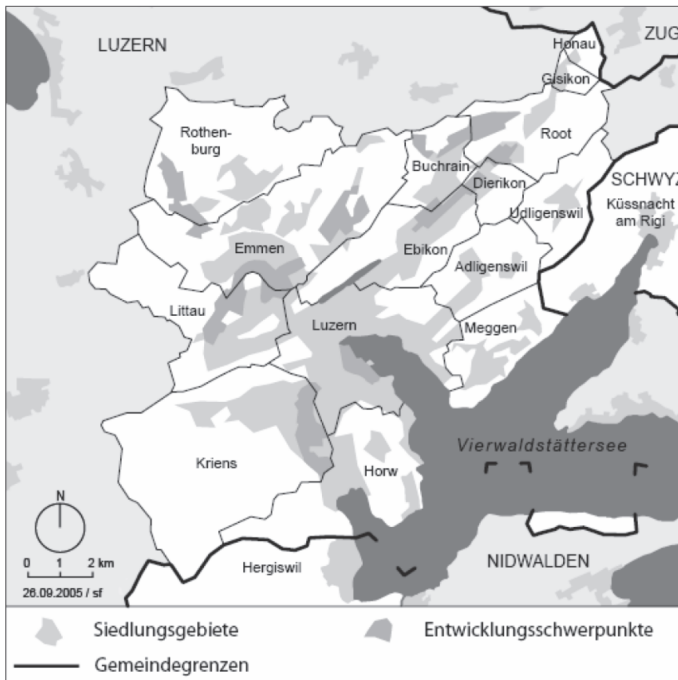 LUZERN
ZUG
Honau
Gisikon
Rothen-
burg
Root
Buchrain
Dierikon
SCHWYZ
Küssnacht
am Rigi
Udligenswil
Emmen
Ebikon
Adligenswil
Littau
Luzern
Meggen
Vierwaldstättersee
Kriens
Horw
N
0 1 2 km
26.09.2005 / sf
Hergiswil
NIDWALDEN
Siedlungsgebiete
Entwicklungsschwerpunkte
Gemeindegrenzen